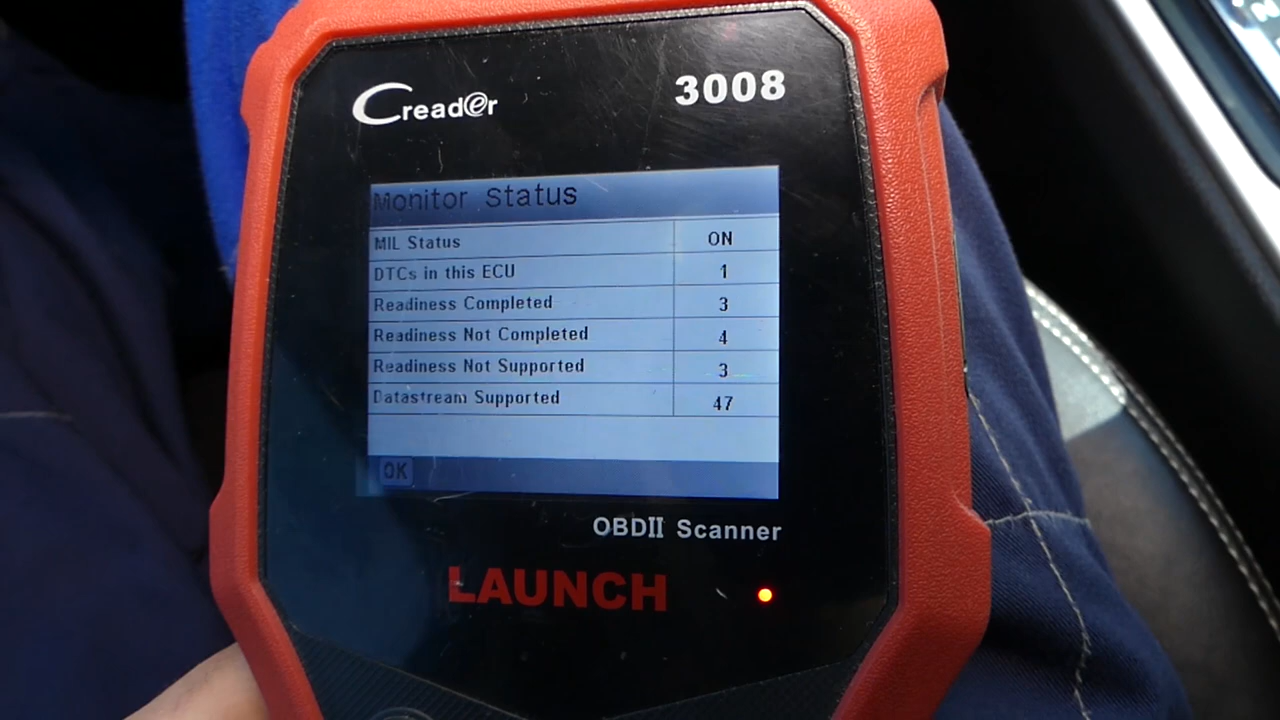 Creader
3008
Monitor Status
MIL Status ON
DTCs in this ECU 1
Readiness Completed 3
Readiness Not Completed 4
Readiness Not Supported 3
Datastream Supported 47
OK
OBDII Scanner
LAUNCH